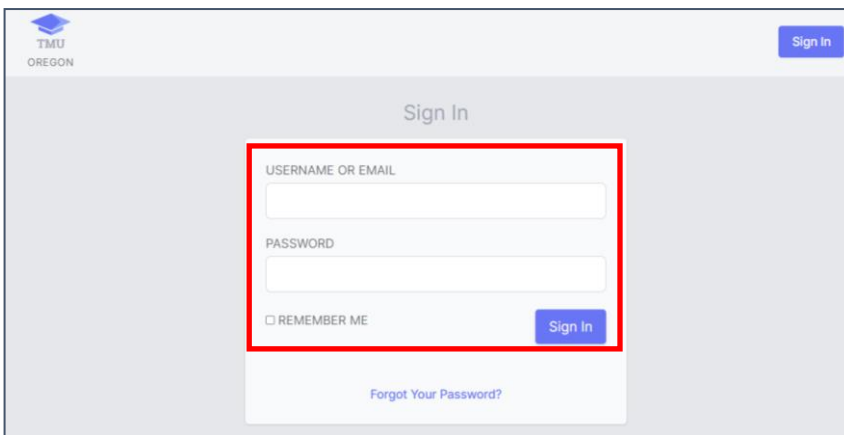 TMU
OREGON
Sign In
Sign In
USERNAME OR EMAIL
PASSWORD
REMEMBER ME
Sign In
Forgot Your Password?